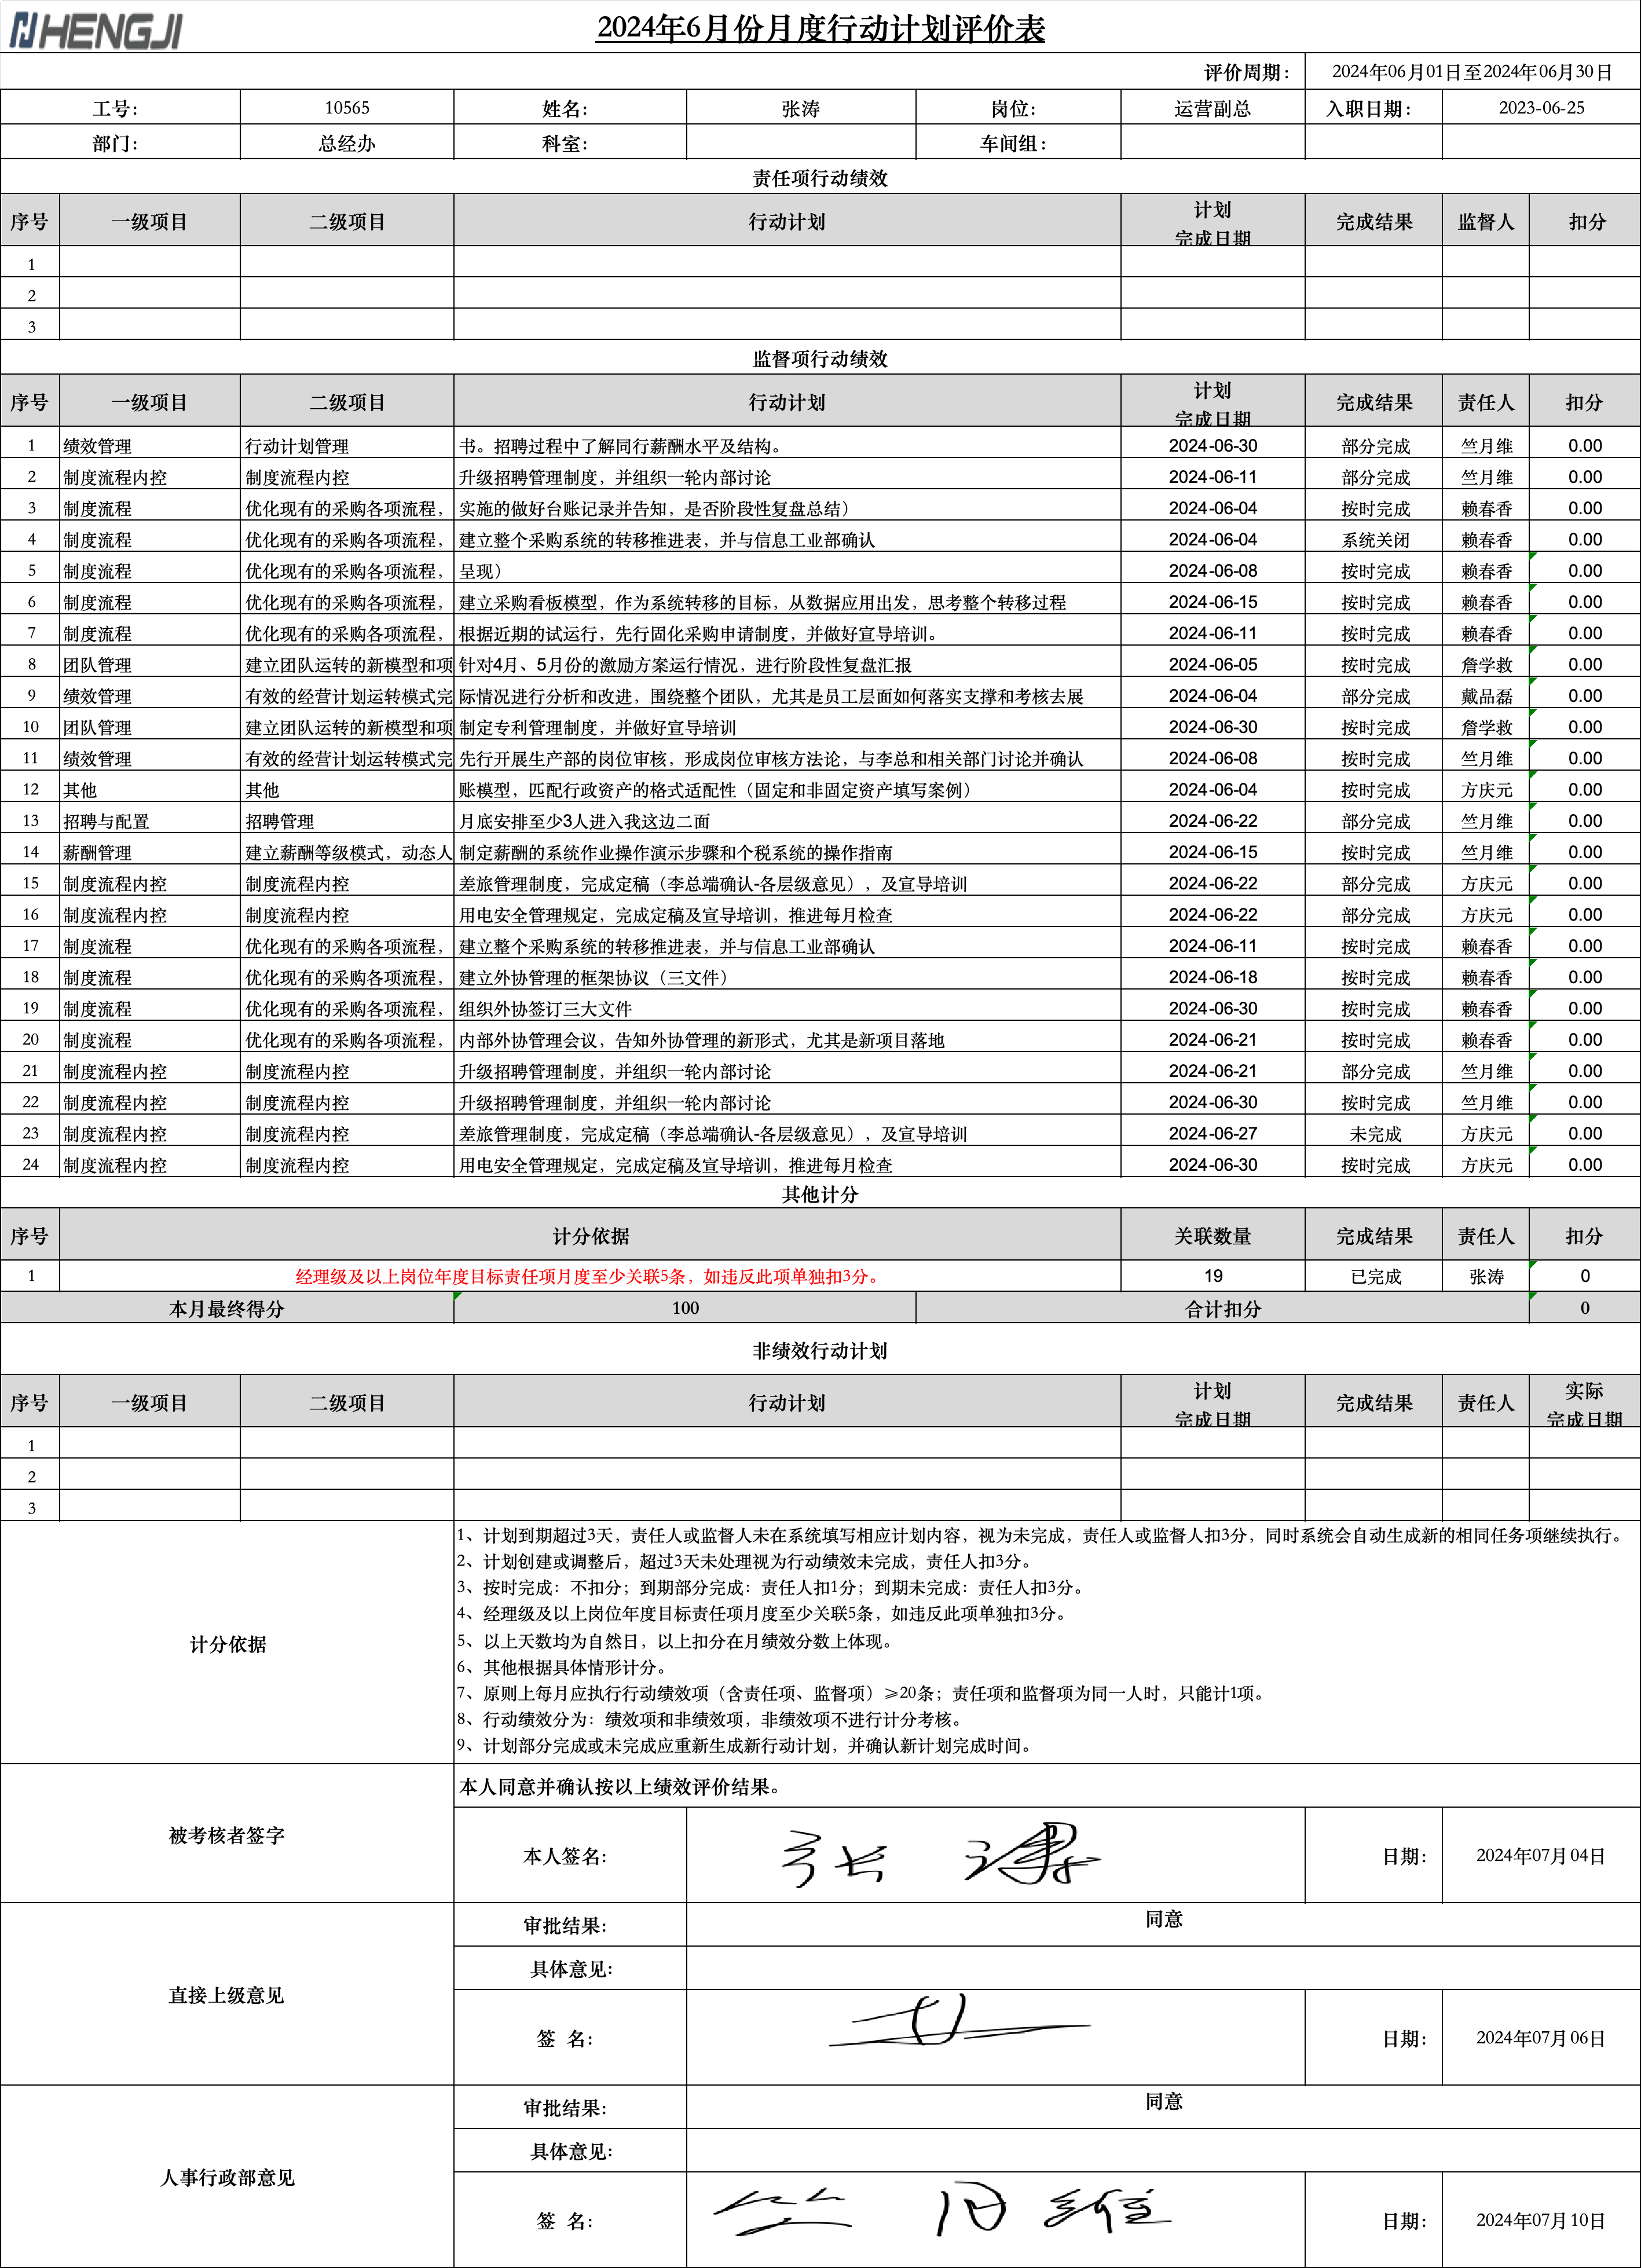 HENGJI
2024年6月份月度行动计划评价表
评价周期： 2024年06月01日至2024年06月30日
工号： 10565 姓名： 张涛 岗位： 运营副总 入职日期： 2023-06-25
部门： 总经办 科室： 车间组：
责任项行动绩效
序号 一级项目 二级项目 行动计划 计划完成日期 完成结果 监督人 扣分
1
2
3
监督项行动绩效
序号 一级项目 二级项目 行动计划 计划完成日期 完成结果 责任人 扣分
1 绩效管理 行动计划管理 书。招聘过程中了解同行薪酬水平及结构。 2024-06-30 部分完成 竺月维 0.00
2 制度流程内控 制度流程内控 升级招聘管理制度，并组织一轮内部讨论 2024-06-11 部分完成 竺月维 0.00
3 制度流程 优化现有的采购各项流程， 实施的做好台账记录并告知，是否阶段性复盘总结） 2024-06-04 按时完成 赖春香 0.00
4 制度流程 优化现有的采购各项流程， 建立整个采购系统的转移推进表，并与信息工业部确认 2024-06-04 系统关闭 赖春香 0.00
5 制度流程 优化现有的采购各项流程， 呈现） 2024-06-08 按时完成 赖春香 0.00
6 制度流程 优化现有的采购各项流程， 建立采购看板模型，作为系统转移的目标，从数据应用出发，思考整个转移过程 2024-06-15 按时完成 赖春香 0.00
7 制度流程 优化现有的采购各项流程， 根据近期的试运行，先行固化采购申请制度，并做好宣导培训。 2024-06-11 按时完成 赖春香 0.00
8 团队管理 建立团队运转的新模型和项 针对4月、5月份的激励方案运行情况，进行阶段性复盘汇报 2024-06-05 按时完成 詹学救 0.00
9 绩效管理 有效的经营计划运转模式完 际情况进行分析和改进，围绕整个团队，尤其是员工层面如何落实支撑和考核去展 2024-06-04 部分完成 戴品磊 0.00
10 团队管理 建立团队运转的新模型和项 制定专利管理制度，并做好宣导培训 2024-06-30 按时完成 詹学救 0.00
11 绩效管理 有效的经营计划运转模式完 先行开展生产部的岗位审核，形成岗位审核方法论，与李总和相关部门讨论并确认 2024-06-08 按时完成 竺月维 0.00
12 其他 其他 账模型，匹配行政资产的格式适配性（固定和非固定资产填写案例） 2024-06-04 按时完成 方庆元 0.00
13 招聘与配置 招聘管理 月底安排至少3人进入我这边二面 2024-06-22 部分完成 竺月维 0.00
14 薪酬管理 建立薪酬等级模式，动态人 制定薪酬的系统作业操作演示步骤和个税系统的操作指南 2024-06-15 按时完成 竺月维 0.00
15 制度流程内控 制度流程内控 差旅管理制度，完成定稿（李总端确认-各层级意见），及宣导培训 2024-06-22 部分完成 方庆元 0.00
16 制度流程内控 制度流程内控 用电安全管理规定，完成定稿及宣导培训，推进每月检查 2024-06-22 部分完成 方庆元 0.00
17 制度流程 优化现有的采购各项流程， 建立整个采购系统的转移推进表，并与信息工业部确认 2024-06-11 按时完成 赖春香 0.00
18 制度流程 优化现有的采购各项流程， 建立外协管理的框架协议（三文件） 2024-06-18 按时完成 赖春香 0.00
19 制度流程 优化现有的采购各项流程， 组织外协签订三大文件 2024-06-30 按时完成 赖春香 0.00
20 制度流程 优化现有的采购各项流程， 内部外协管理会议，告知外协管理的新形式，尤其是新项目落地 2024-06-21 按时完成 赖春香 0.00
21 制度流程内控 制度流程内控 升级招聘管理制度，并组织一轮内部讨论 2024-06-21 部分完成 竺月维 0.00
22 制度流程内控 制度流程内控 升级招聘管理制度，并组织一轮内部讨论 2024-06-30 按时完成 竺月维 0.00
23 制度流程内控 制度流程内控 差旅管理制度，完成定稿（李总端确认-各层级意见），及宣导培训 2024-06-27 未完成 方庆元 0.00
24 制度流程内控 制度流程内控 用电安全管理规定，完成定稿及宣导培训，推进每月检查 2024-06-30 按时完成 方庆元 0.00
其他计分
序号 计分依据 关联数量 完成结果 责任人 扣分
1 经理级及以上岗位年度目标责任项月度至少关联5条，如违反此项单独扣3分。 19 已完成 张涛 0
本月最终得分 100 合计扣分 0
非绩效行动计划
序号 一级项目 二级项目 行动计划 计划完成日期 完成结果 责任人 实际完成日期
1
2
3
计分依据
1、计划到期超过3天，责任人或监督人未在系统填写相应计划内容，视为未完成，责任人或监督人扣3分，同时系统会自动生成新的相同任务项继续执行。
2、计划创建或调整后，超过3天未处理视为行动绩效未完成，责任人扣3分。
3、按时完成：不扣分；到期部分完成：责任人扣1分；到期未完成：责任人扣3分。
4、经理级及以上岗位年度目标责任项月度至少关联5条，如违反此项单独扣3分。
5、以上天数均为自然日，以上扣分在月绩效分数上体现。
6、其他根据具体情形计分。
7、原则上每月应执行行动绩效项（含责任项、监督项）≥20条；责任项和监督项为同一人时，只能计1项。
8、行动绩效分为：绩效项和非绩效项，非绩效项不进行计分考核。
9、计划部分完成或未完成应重新生成新行动计划，并确认新计划完成时间。
被考核者签字
本人同意并确认按以上绩效评价结果。
本人签名： 张涛 日期： 2024年07月04日
直接上级意见
审批结果： 同意
具体意见：
签 名： 日期： 2024年07月06日
人事行政部意见
审批结果： 同意
具体意见：
签 名： 竺月维 日期： 2024年07月10日